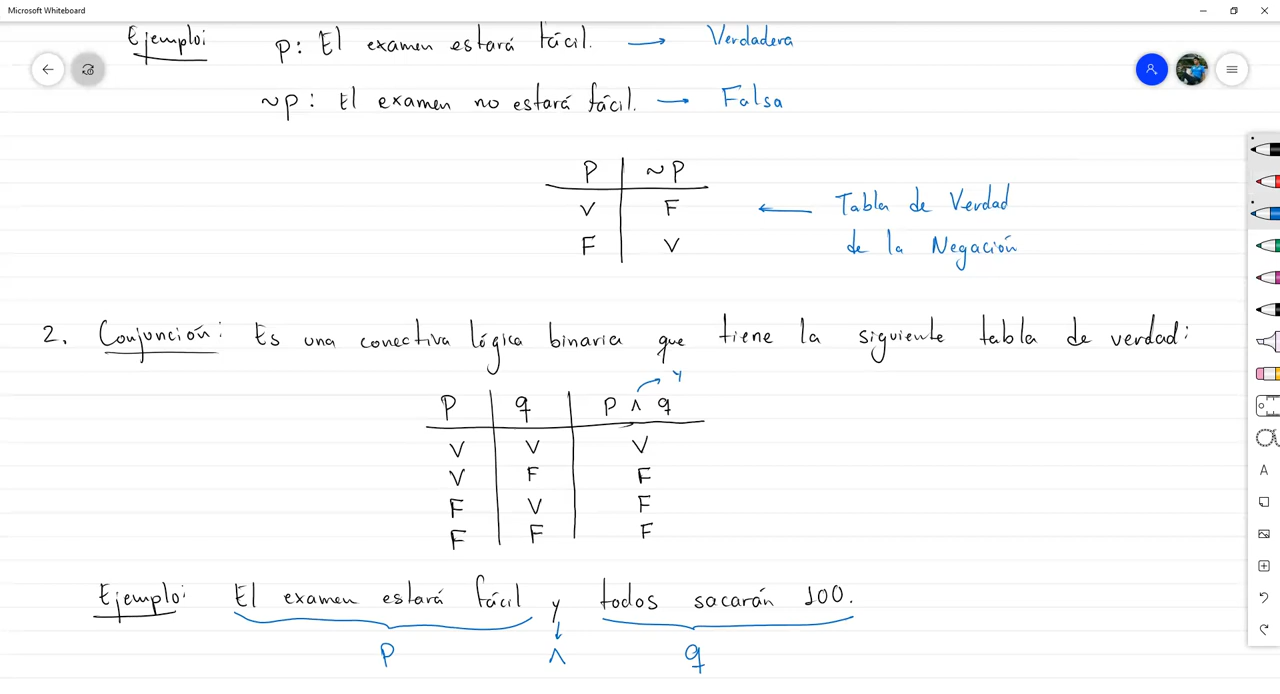 Microsoft Whiteboard
Ejemplo: p: El examen estará fácil. → Verdadera
~p: El examen no estará fácil. → Falsa
P ~P
V F
F V
← Tabla de Verdad
de la Negación
2. Conjunción: Es una conectiva lógica binaria que tiene la siguiente tabla de verdad:
y
P q P ∧ q
V V V
V F F
F V F
F F F
Ejemplo: El examen estará fácil y todos sacarán 100.
P ∧ q